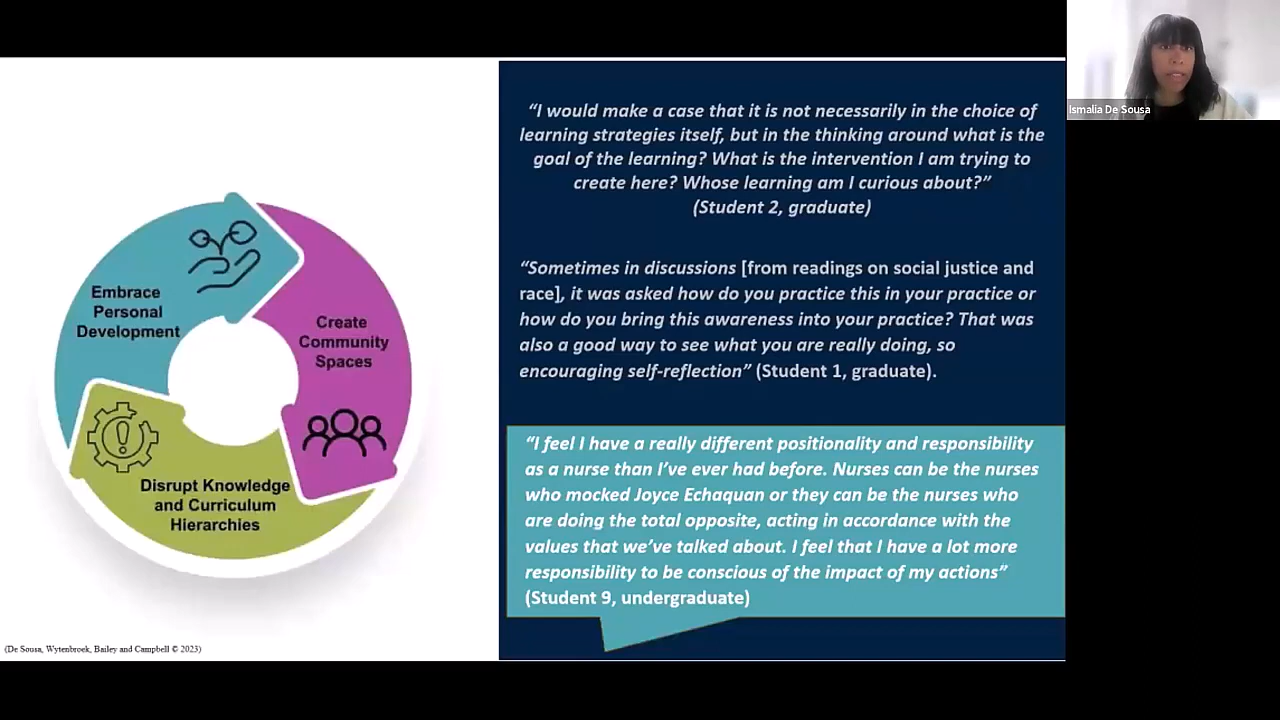 Embrace
Personal
Development
Create
Community
Spaces
Disrupt Knowledge
and Curriculum
Hierarchies
(De Sousa, Wytenbroek, Bailey and Campbell © 2023)
“I would make a case that it is not necessarily in the choice of
learning strategies itself, but in the thinking around what is the
goal of the learning? What is the intervention I am trying to
create here? Whose learning am I curious about?”
(Student 2, graduate)
“Sometimes in discussions [from readings on social justice and
race], it was asked how do you practice this in your practice or
how do you bring this awareness into your practice? That was
also a good way to see what you are really doing, so
encouraging self-reflection” (Student 1, graduate).
“I feel I have a really different positionality and responsibility
as a nurse than I’ve ever had before. Nurses can be the nurses
who mocked Joyce Echaquan or they can be the nurses who
are doing the total opposite, acting in accordance with the
values that we’ve talked about. I feel that I have a lot more
responsibility to be conscious of the impact of my actions”
(Student 9, undergraduate)
Ismalia De Sousa